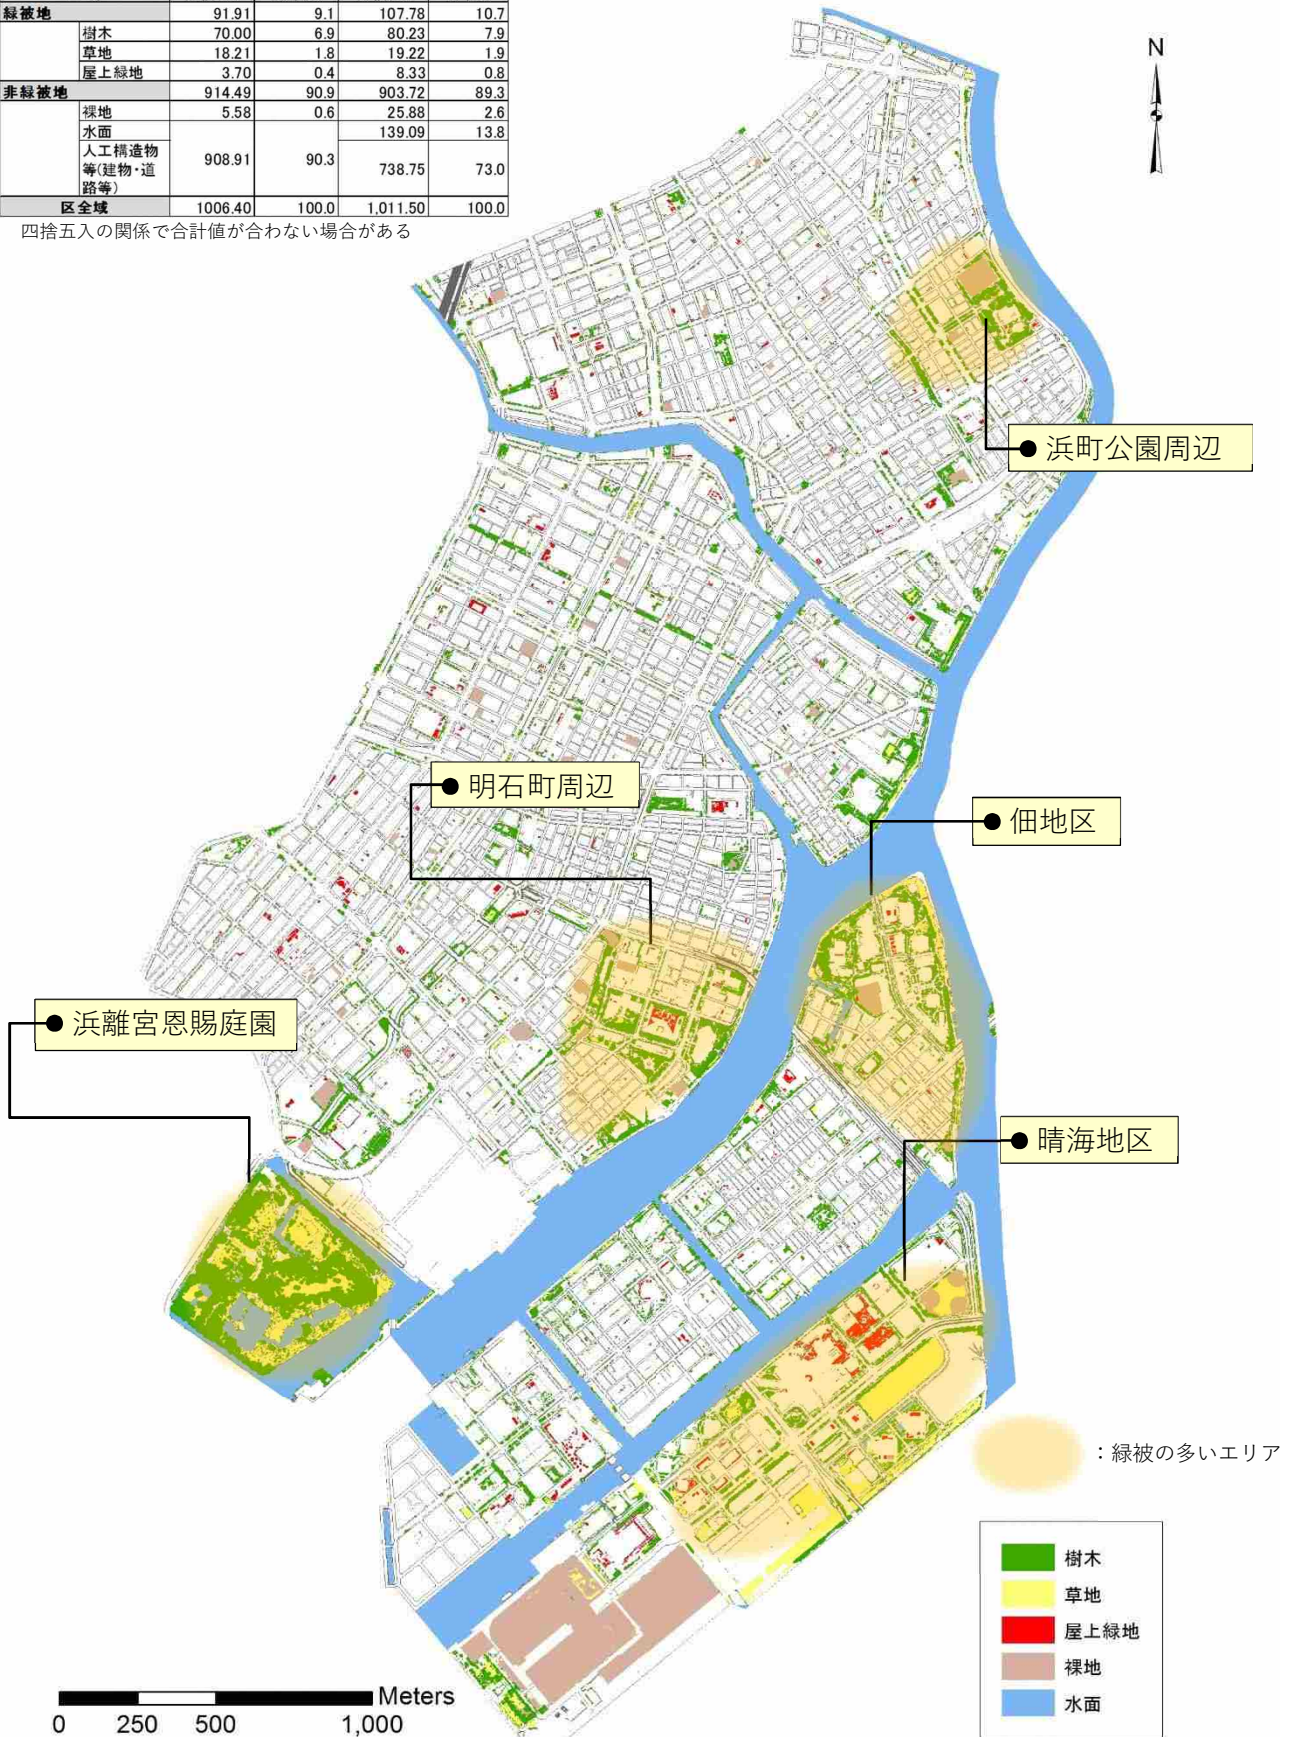 緑被地 91.91 9.1 107.78 10.7
樹木 70.00 6.9 80.23 7.9
草地 18.21 1.8 19.22 1.9
屋上緑地 3.70 0.4 8.33 0.8
非緑被地 914.49 90.9 903.72 89.3
裸地 5.58 0.6 25.88 2.6
水面 139.09 13.8
人工構造物
等(建物・道 908.91 90.3 738.75 73.0
路等)
区全域 1006.40 100.0 1,011.50 100.0
四捨五入の関係で合計値が合わない場合がある
N
浜町公園周辺
明石町周辺
佃地区
浜離宮恩賜庭園
晴海地区
：緑被の多いエリア
樹木
草地
屋上緑地
裸地
水面
Meters
0 250 500 1,000